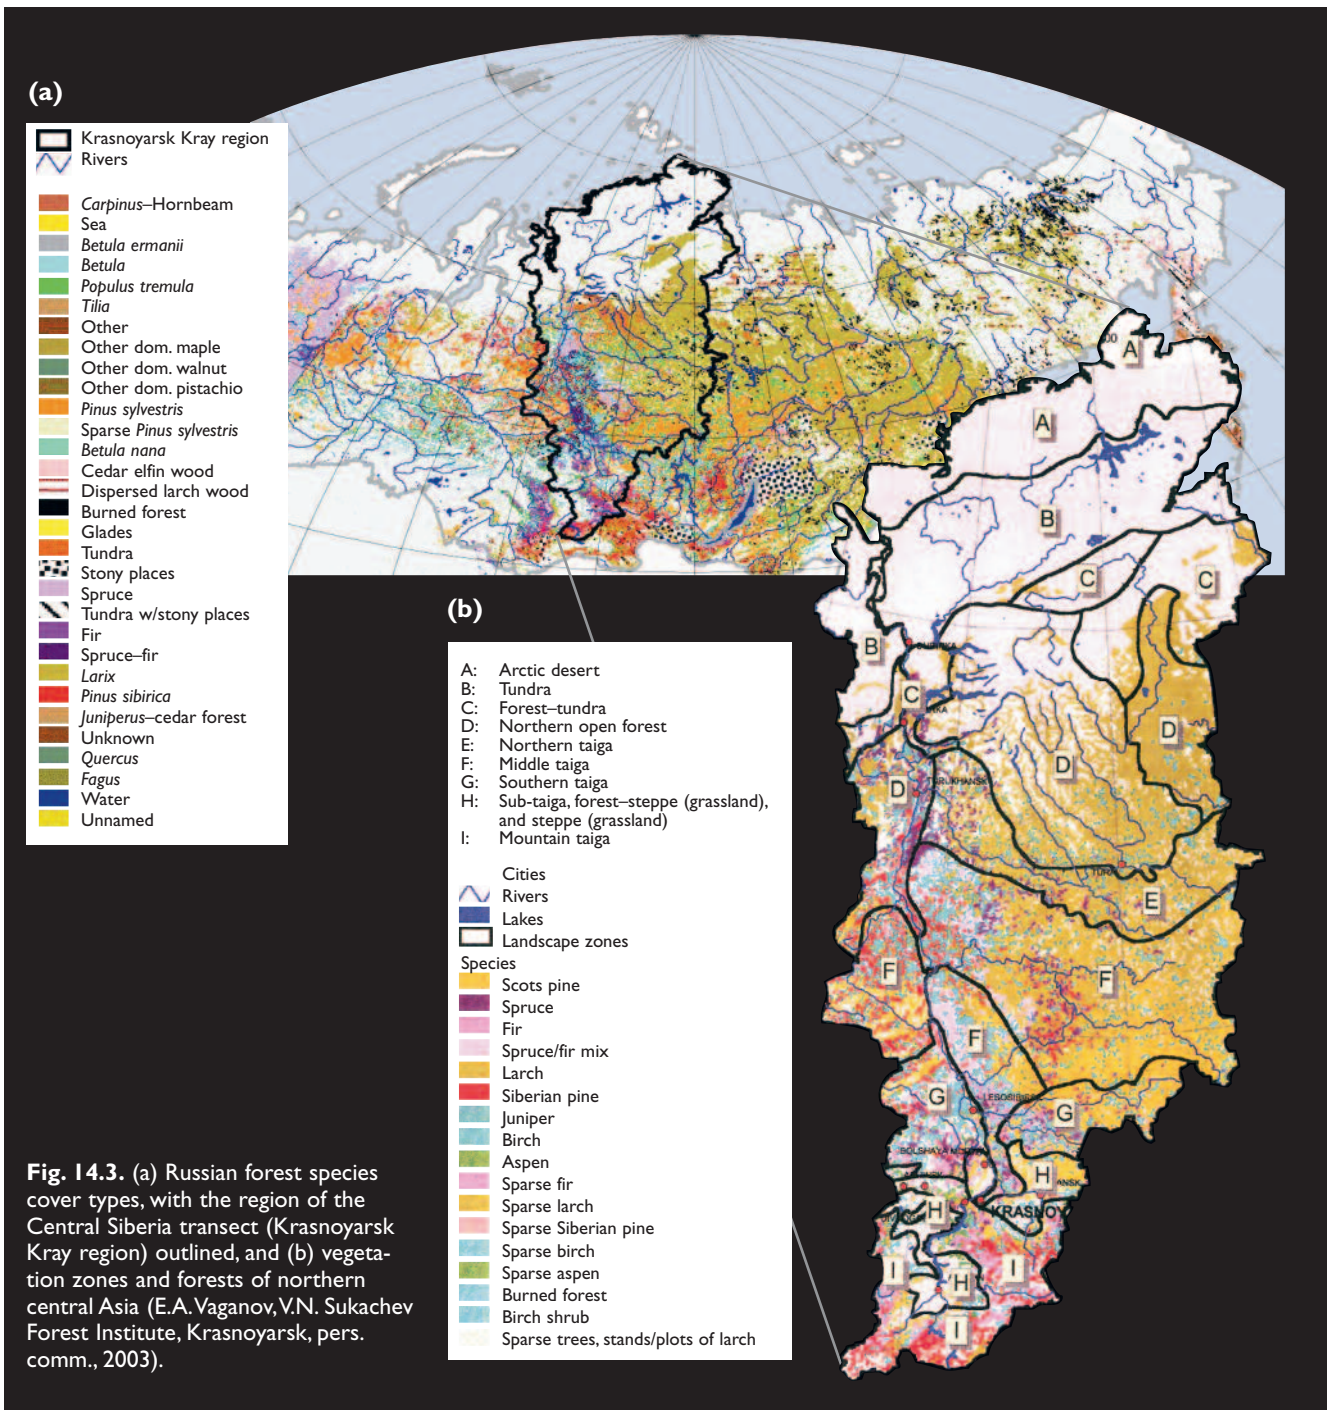 (a)
Krasnoyarsk Kray region
Rivers
Carpinus–Hornbeam
Sea
Betula ermanii
Betula
Populus tremula
Tilia
Other
Other dom. maple
Other dom. walnut
Other dom. pistachio
Pinus sylvestris
Sparse Pinus sylvestris
Betula nana
Cedar elfin wood
Dispersed larch wood
Burned forest
Glades
Tundra
Stony places
Spruce
Tundra w/stony places
Fir
Spruce–fir
Larix
Pinus sibirica
Juniperus–cedar forest
Unknown
Quercus
Fagus
Water
Unnamed
(b)
A: Arctic desert
B: Tundra
C: Forest–tundra
D: Northern open forest
E: Northern taiga
F: Middle taiga
G: Southern taiga
H: Sub-taiga, forest–steppe (grassland),
and steppe (grassland)
I: Mountain taiga
Cities
Rivers
Lakes
Landscape zones
Species
Scots pine
Spruce
Fir
Spruce/fir mix
Larch
Siberian pine
Juniper
Birch
Aspen
Sparse fir
Sparse larch
Sparse Siberian pine
Sparse birch
Sparse aspen
Burned forest
Birch shrub
Sparse trees, stands/plots of larch
A
A
B
C
C
B
C
D
D
D
TURUKHANSK
TURA
E
F
F
F
G
LESOSIBIRSK
G
BOLSHAYA
H
H
KRASNOY
I
H
I
I
Fig. 14.3. (a) Russian forest species
cover types, with the region of the
Central Siberia transect (Krasnoyarsk
Kray region) outlined, and (b) vegeta-
tion zones and forests of northern
central Asia (E.A. Vaganov, V.N. Sukachev
Forest Institute, Krasnoyarsk, pers.
comm., 2003).